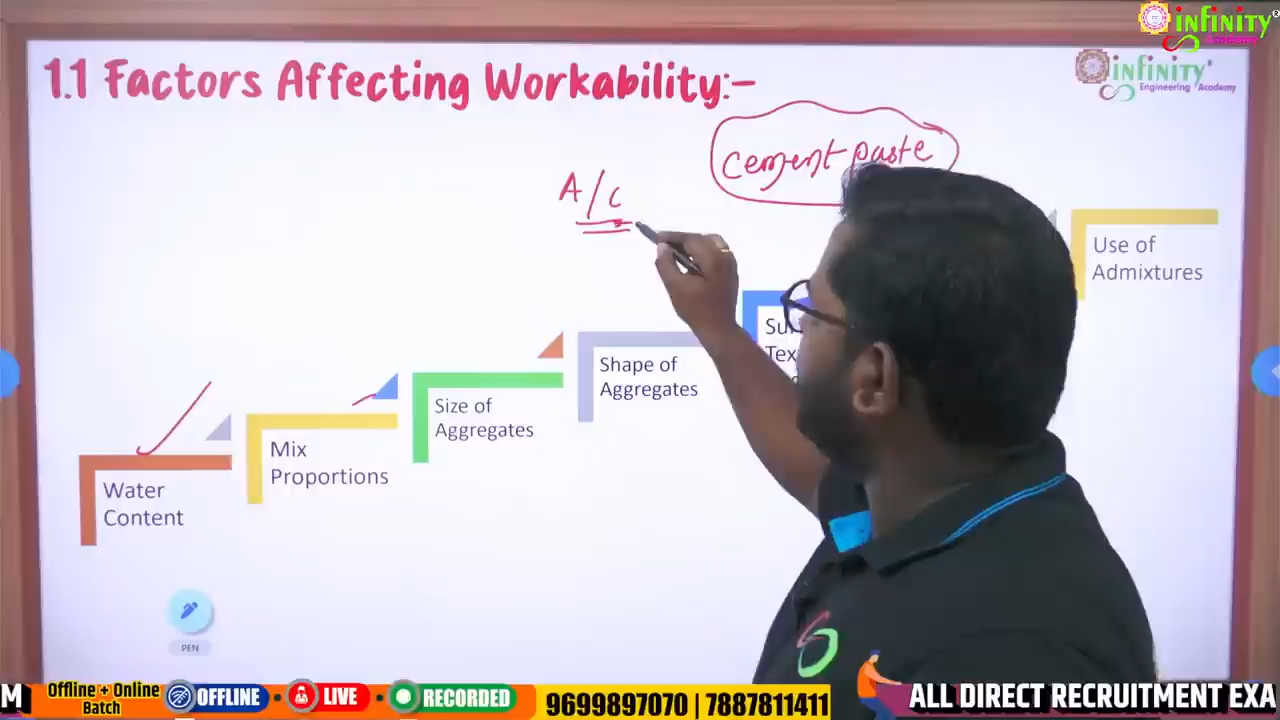 infinity
1.1 Factors Affecting Workability:-
infinity
Engineering Academy
cement paste
A/C
Use of
Admixtures
Shape of
Aggregates
Size of
Aggregates
Mix
Proportions
Water
Content
PEN
M
Offline + Online
Batch
OFFLINE
LIVE
RECORDED
9699897070 | 7887811411
ALL DIRECT RECRUITMENT EXA